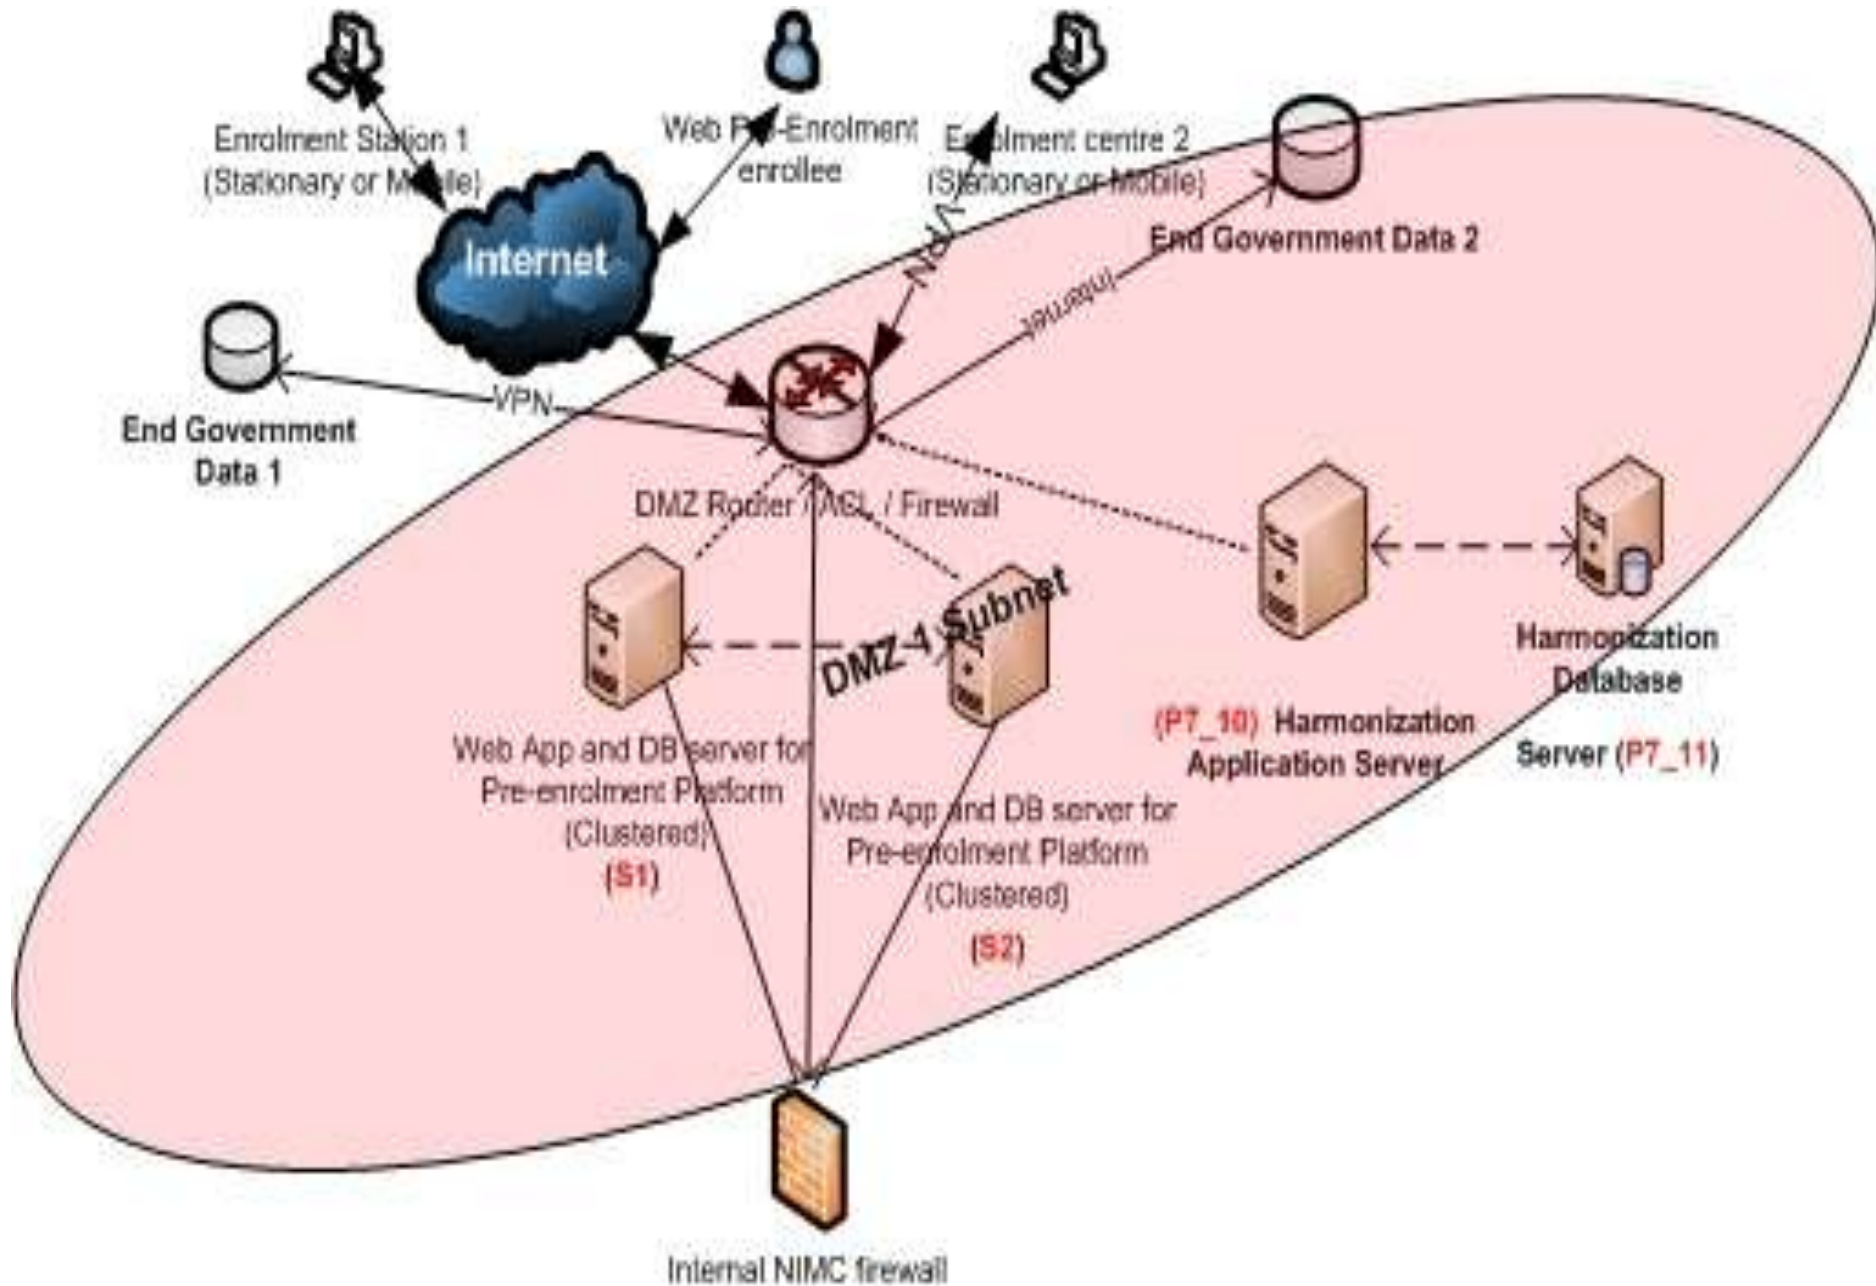 Enrolment Station 1
(Stationary or Mobile)
Web Pre-Enrolment
enrollee
Enrolment centre 2
(Stationary or Mobile)
Internet
VPN
End Government Data 2
Internet
VPN
End Government
Data 1
DMZ Router / ACL / Firewall
DMZ-1 Subnet
Harmonization
Database
Server (P7_11)
(P7_10) Harmonization
Application Server
Web App and DB server for
Pre-enrolment Platform
(Clustered)
(S1)
Web App and DB server for
Pre-enrolment Platform
(Clustered)
(S2)
Internal NIMC firewall